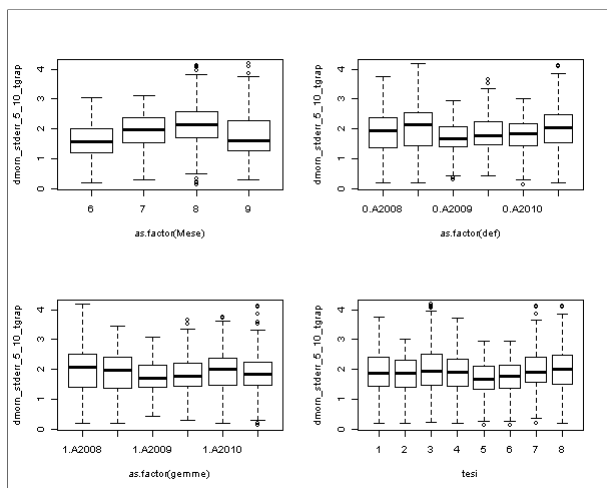 dmorn_stderr_5_10_tgrap
4
3
2
1
0
6 7 8 9
as.factor(Mese)
dmorn_stderr_5_10_tgrap
4
3
2
1
0
0.A2008 0.A2009 0.A2010
as.factor(def)
dmorn_stderr_5_10_tgrap
4
3
2
1
0
1.A2008 1.A2009 1.A2010
as.factor(gemme)
dmorn_stderr_5_10_tgrap
4
3
2
1
0
1 2 3 4 5 6 7 8
tesi